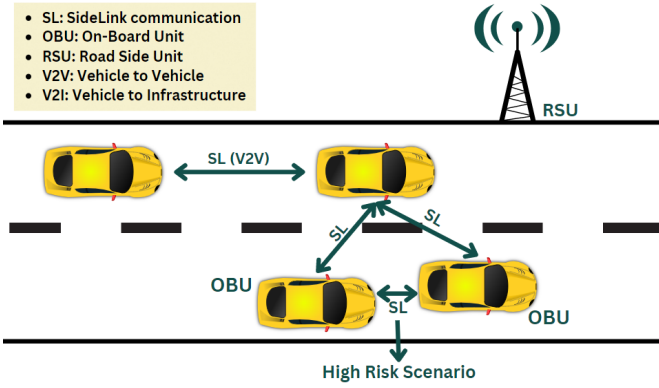 • SL: SideLink communication
• OBU: On-Board Unit
• RSU: Road Side Unit
• V2V: Vehicle to Vehicle
• V2I: Vehicle to Infrastructure
RSU
SL (V2V)
SL
SL
OBU
SL
OBU
High Risk Scenario